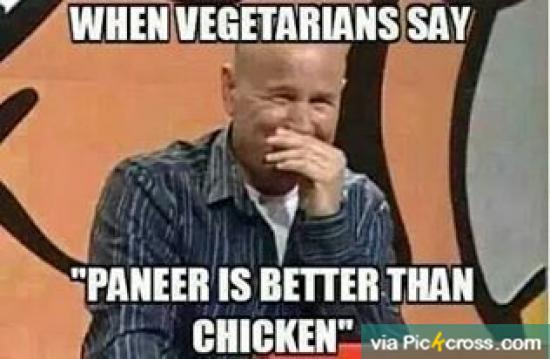 WHEN VEGETARIANS SAY
"PANEER IS BETTER THAN
CHICKEN"
via Pic4cross.com